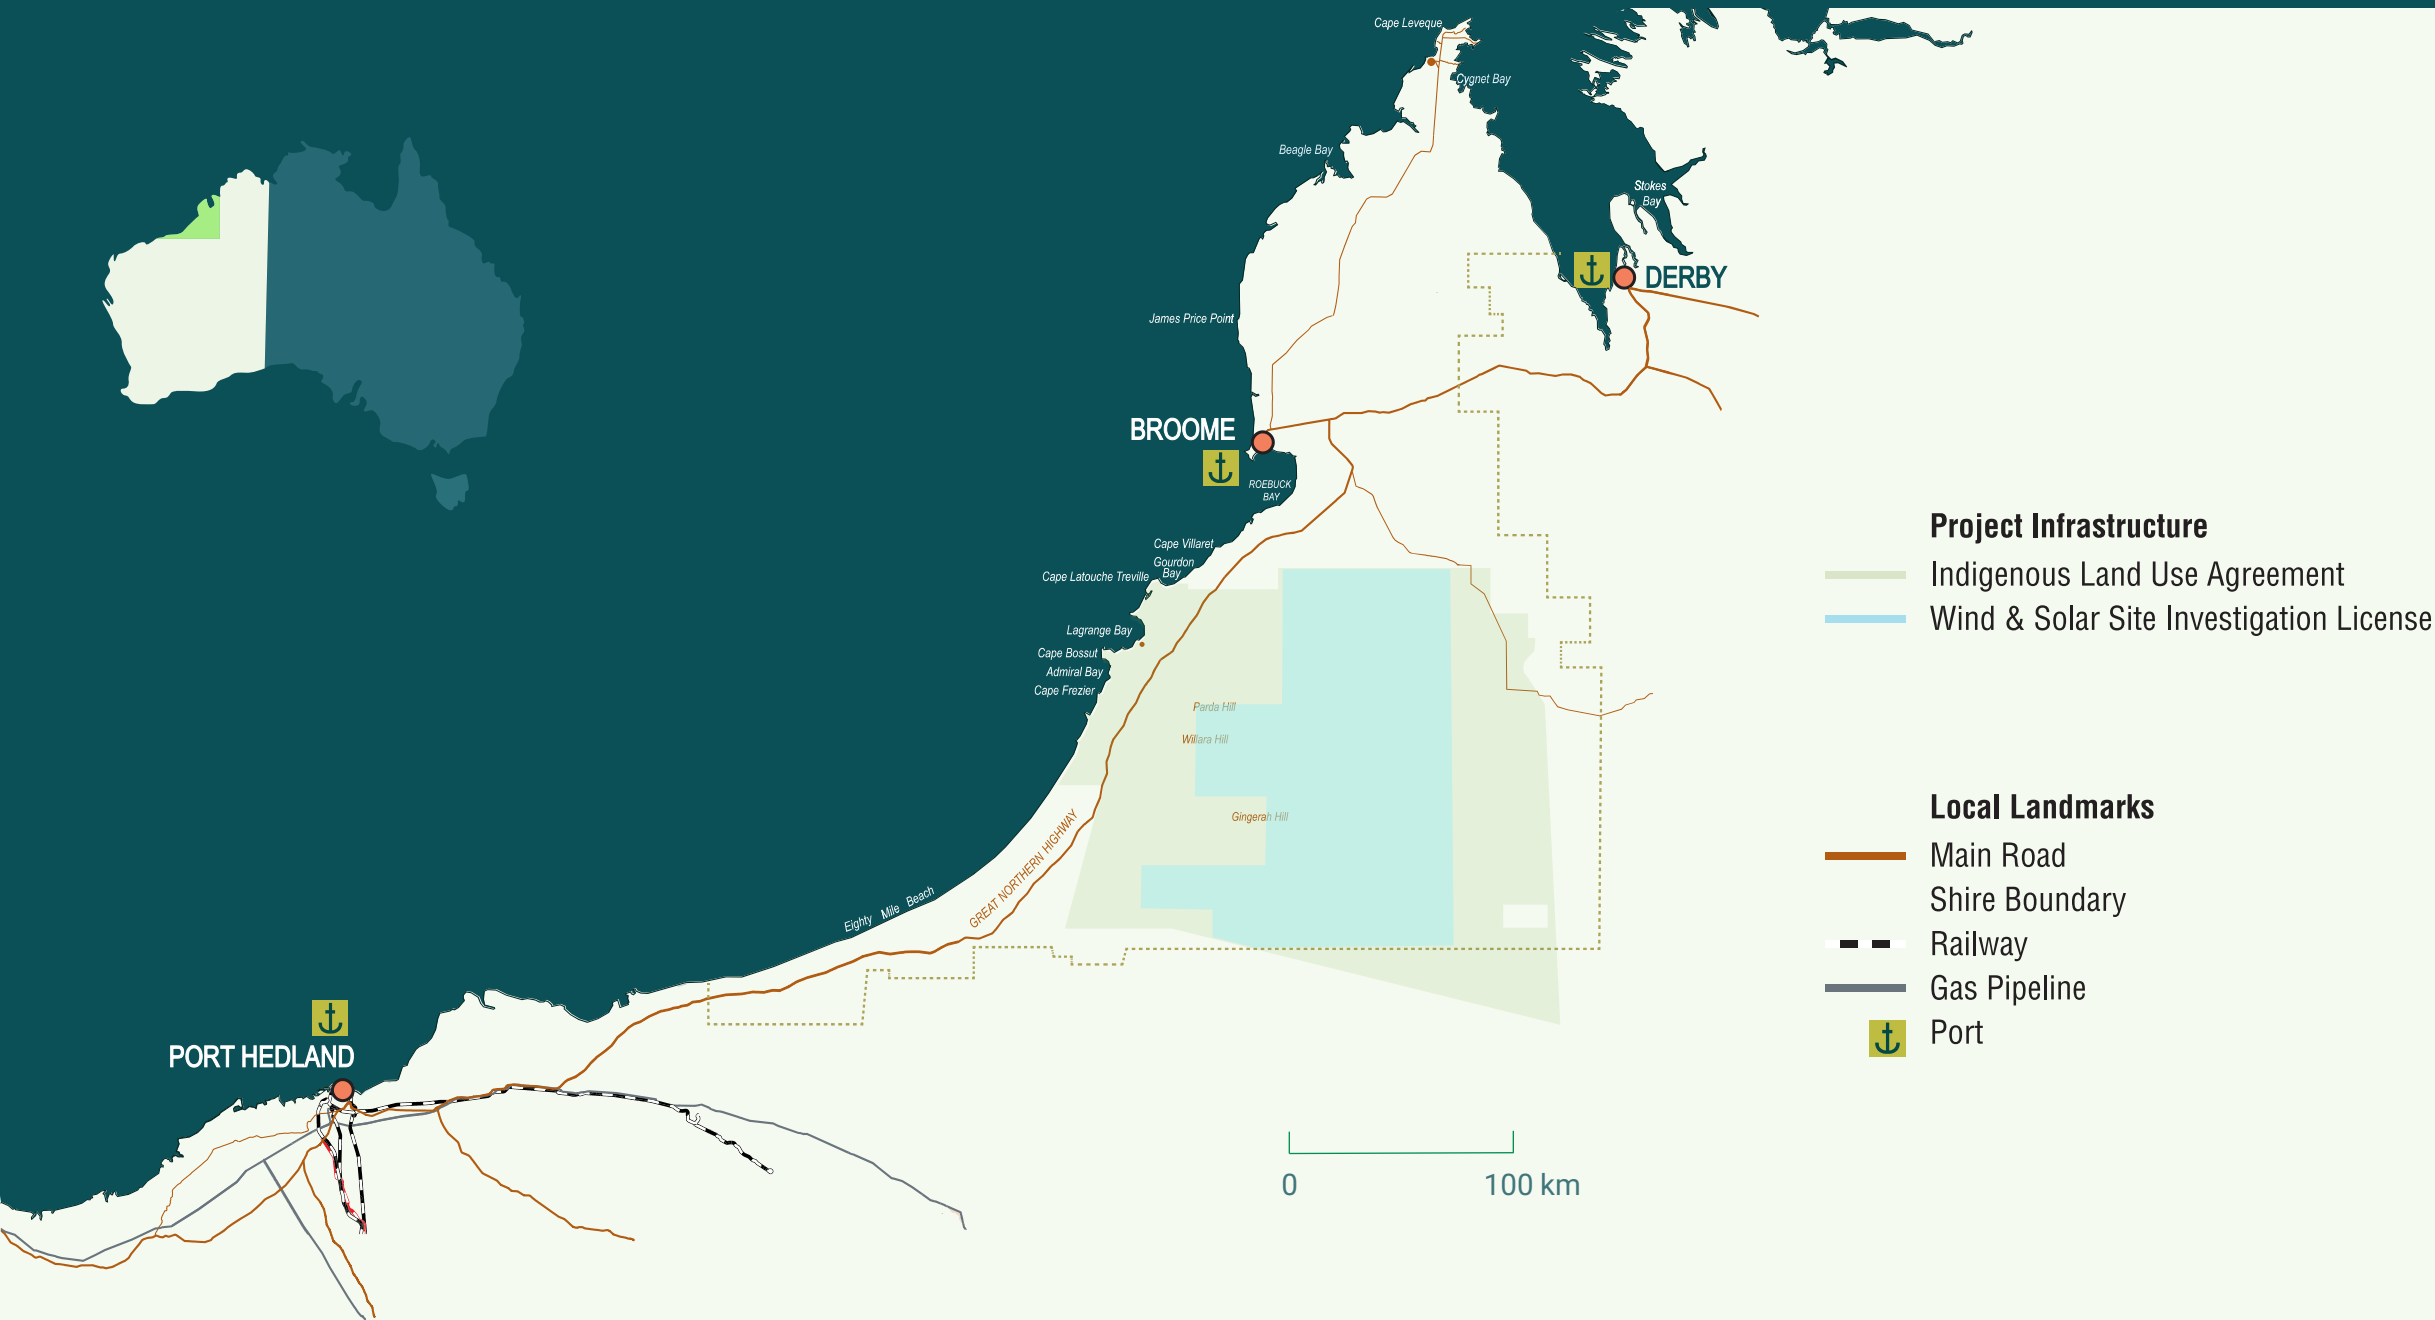 Cape Leveque
Cygnet Bay
Beagle Bay
Stokes
Bay
DERBY
James Price Point
BROOME
ROEBUCK
BAY
Cape Villaret
Gourdon
Bay
Cape Latouche Treville
Lagrange Bay
Cape Bossut
Admiral Bay
Cape Frezier
Parda Hill
Willara Hill
Gingerah Hill
GREAT NORTHERN HIGHWAY
Eighty Mile Beach
PORT HEDLAND
0
100 km
Project Infrastructure
Indigenous Land Use Agreement
Wind & Solar Site Investigation License
Local Landmarks
Main Road
Shire Boundary
Railway
Gas Pipeline
Port